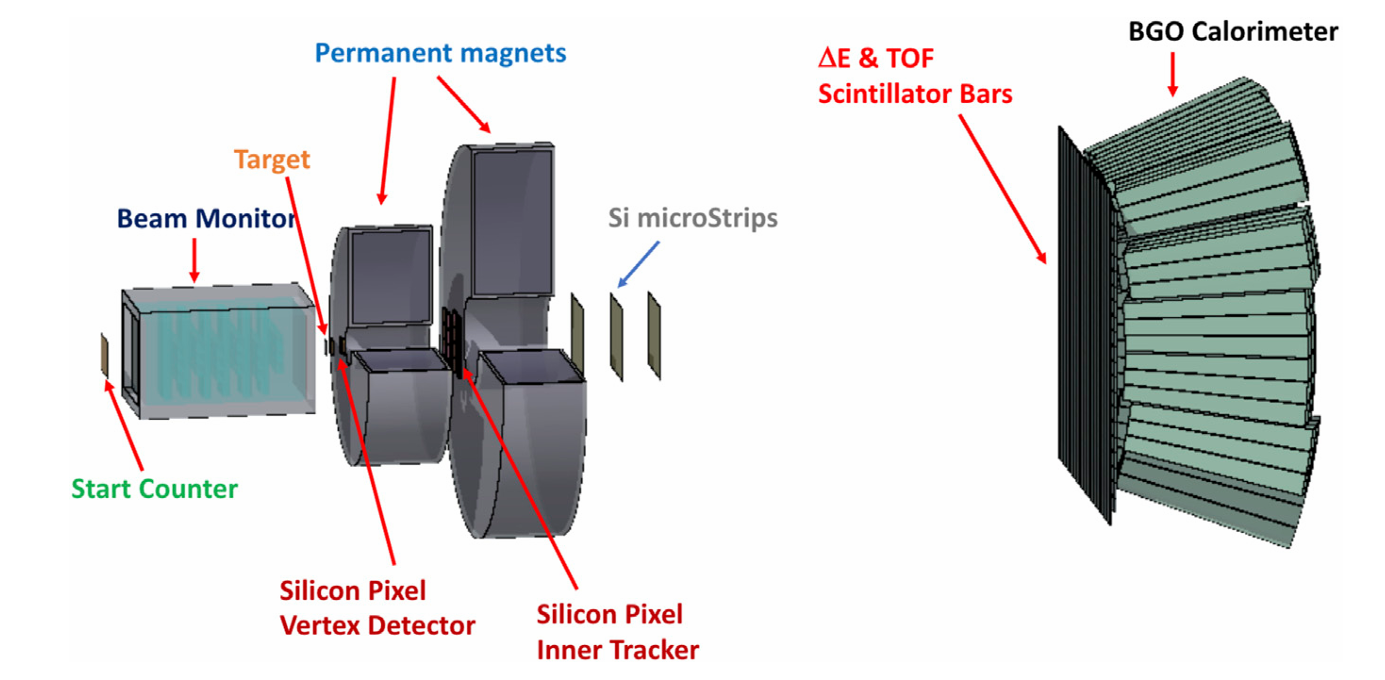 BGO Calorimeter
Permanent magnets
ΔE & TOF
Scintillator Bars
Target
Beam Monitor
Si microStrips
Start Counter
Silicon Pixel
Vertex Detector
Silicon Pixel
Inner Tracker